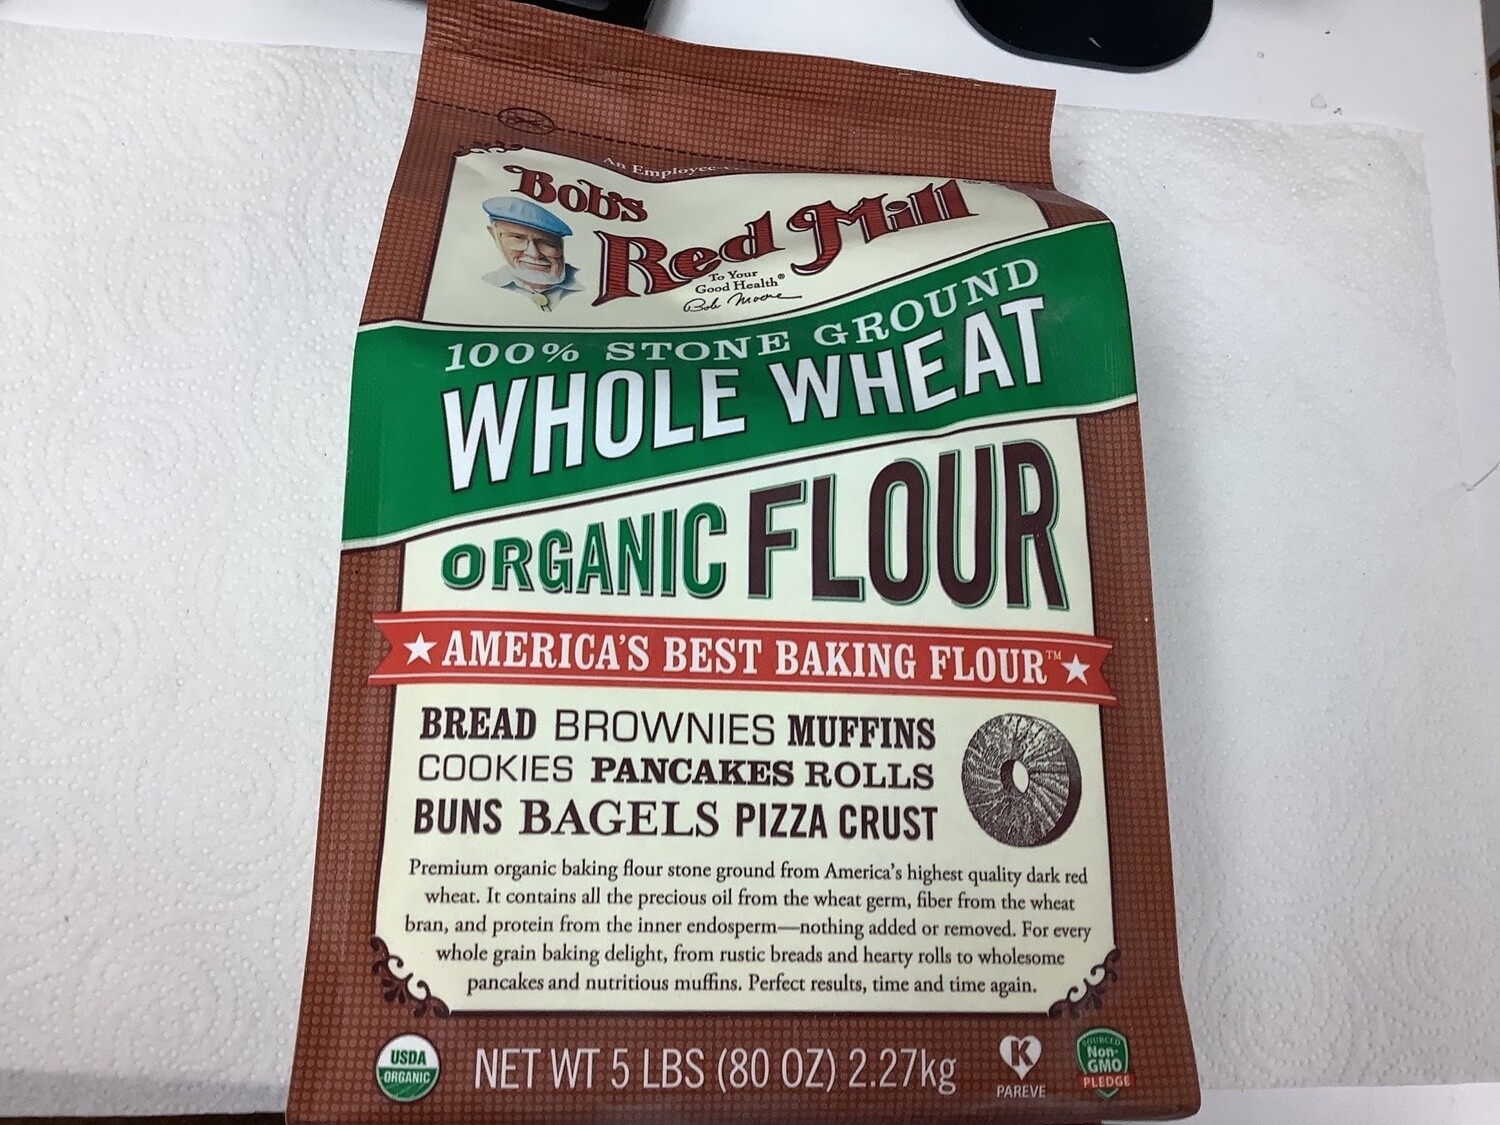 An Employee-
Bob's
Red Mill
To Your
Good Health®
Bob Moore
100% STONE GROUND
WHOLE WHEAT
ORGANIC FLOUR
AMERICA'S BEST BAKING FLOUR™
BREAD BROWNIES MUFFINS
COOKIES PANCAKES ROLLS
BUNS BAGELS PIZZA CRUST
Premium organic baking flour stone ground from America's highest quality dark red
wheat. It contains all the precious oil from the wheat germ, fiber from the wheat
bran, and protein from the inner endosperm—nothing added or removed. For every
whole grain baking delight, from rustic breads and hearty rolls to wholesome
pancakes and nutritious muffins. Perfect results, time and time again.
USDA
ORGANIC
NET WT 5 LBS (80 OZ) 2.27kg
K
PAREVE
SOURCED
Non-
GMO
PLEDGE